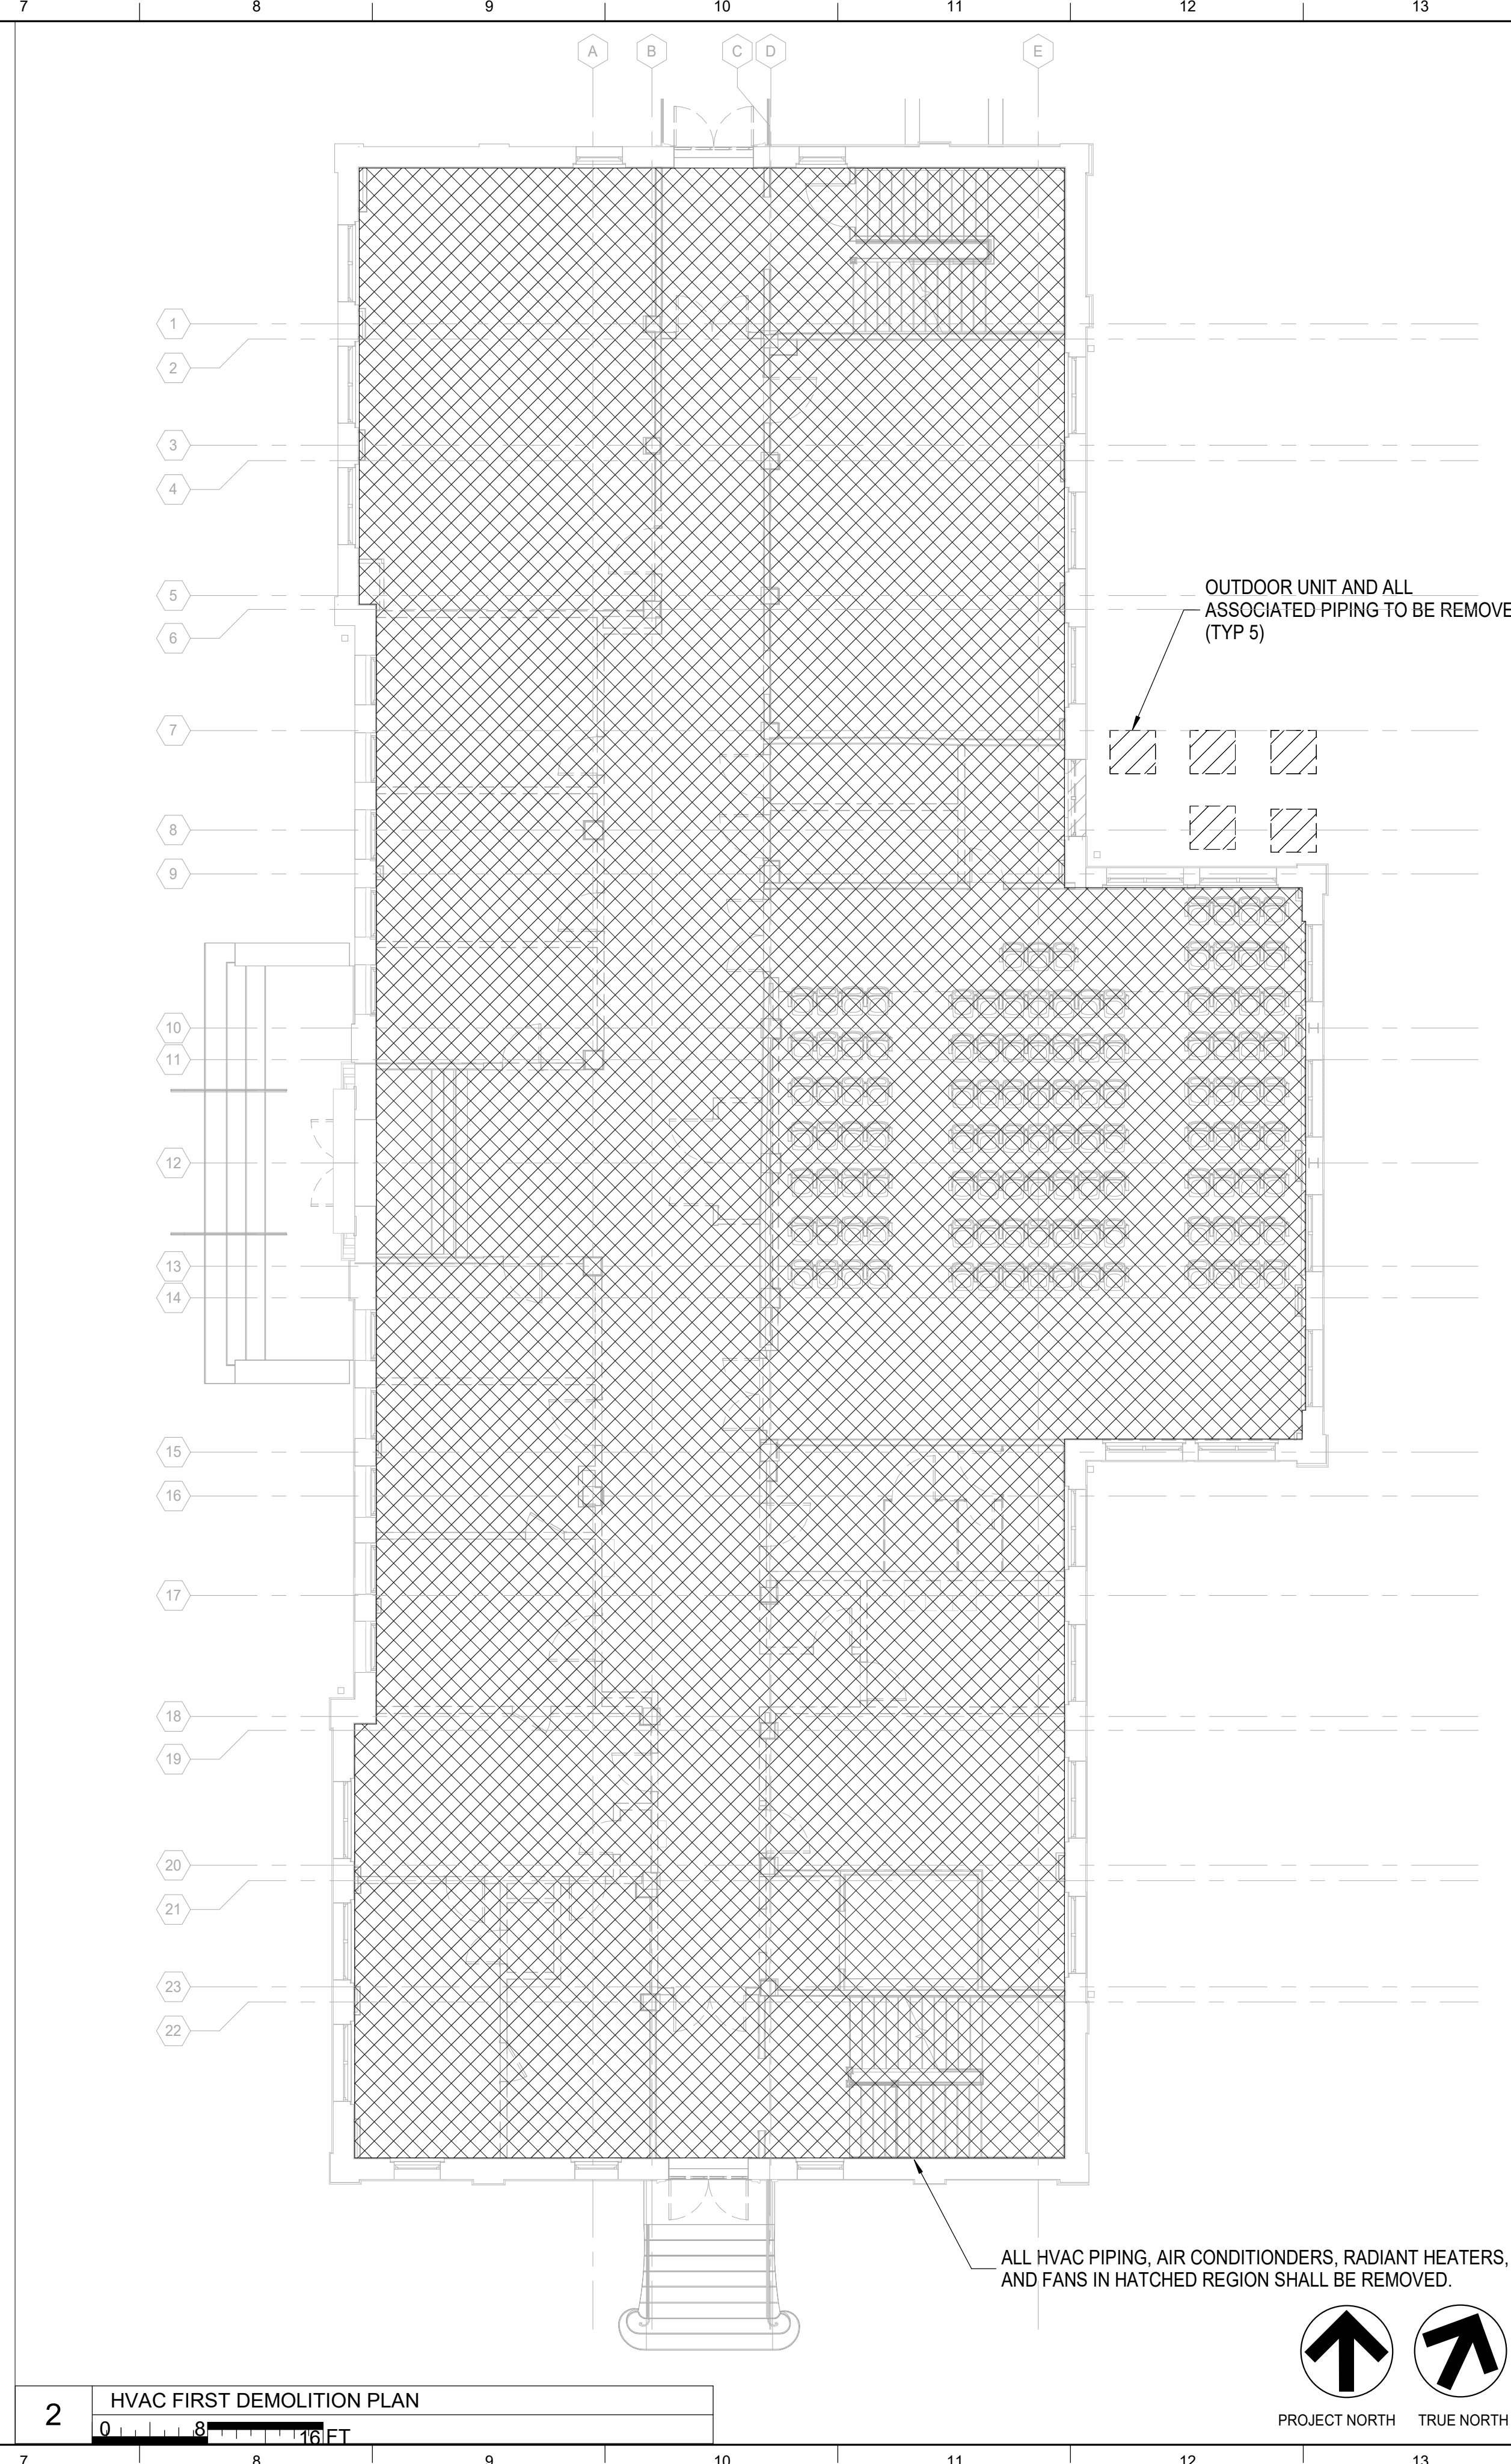 7 8 9 10 11 12 13
A B C D E
1
2
3
4
5
OUTDOOR UNIT AND ALL
ASSOCIATED PIPING TO BE REMOVE
(TYP 5)
6
7
8
9
10
11
12
13
14
15
16
17
18
19
20
21
23
22
ALL HVAC PIPING, AIR CONDITIONDERS, RADIANT HEATERS,
AND FANS IN HATCHED REGION SHALL BE REMOVED.
PROJECT NORTH TRUE NORTH
2 HVAC FIRST DEMOLITION PLAN
0 8 16 FT
7 8 9 10 11 12 13